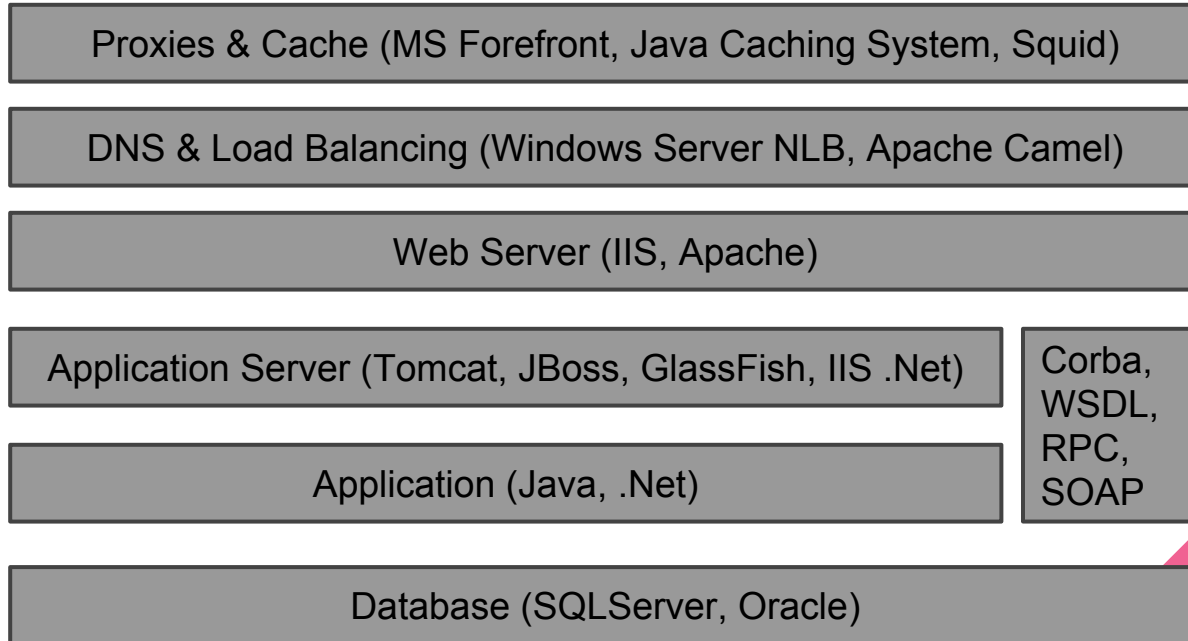 Proxies & Cache (MS Forefront, Java Caching System, Squid)
DNS & Load Balancing (Windows Server NLB, Apache Camel)
Web Server (IIS, Apache)
Application Server (Tomcat, JBoss, GlassFish, IIS .Net)
Application (Java, .Net)
Corba,
WSDL,
RPC,
SOAP
Database (SQLServer, Oracle)